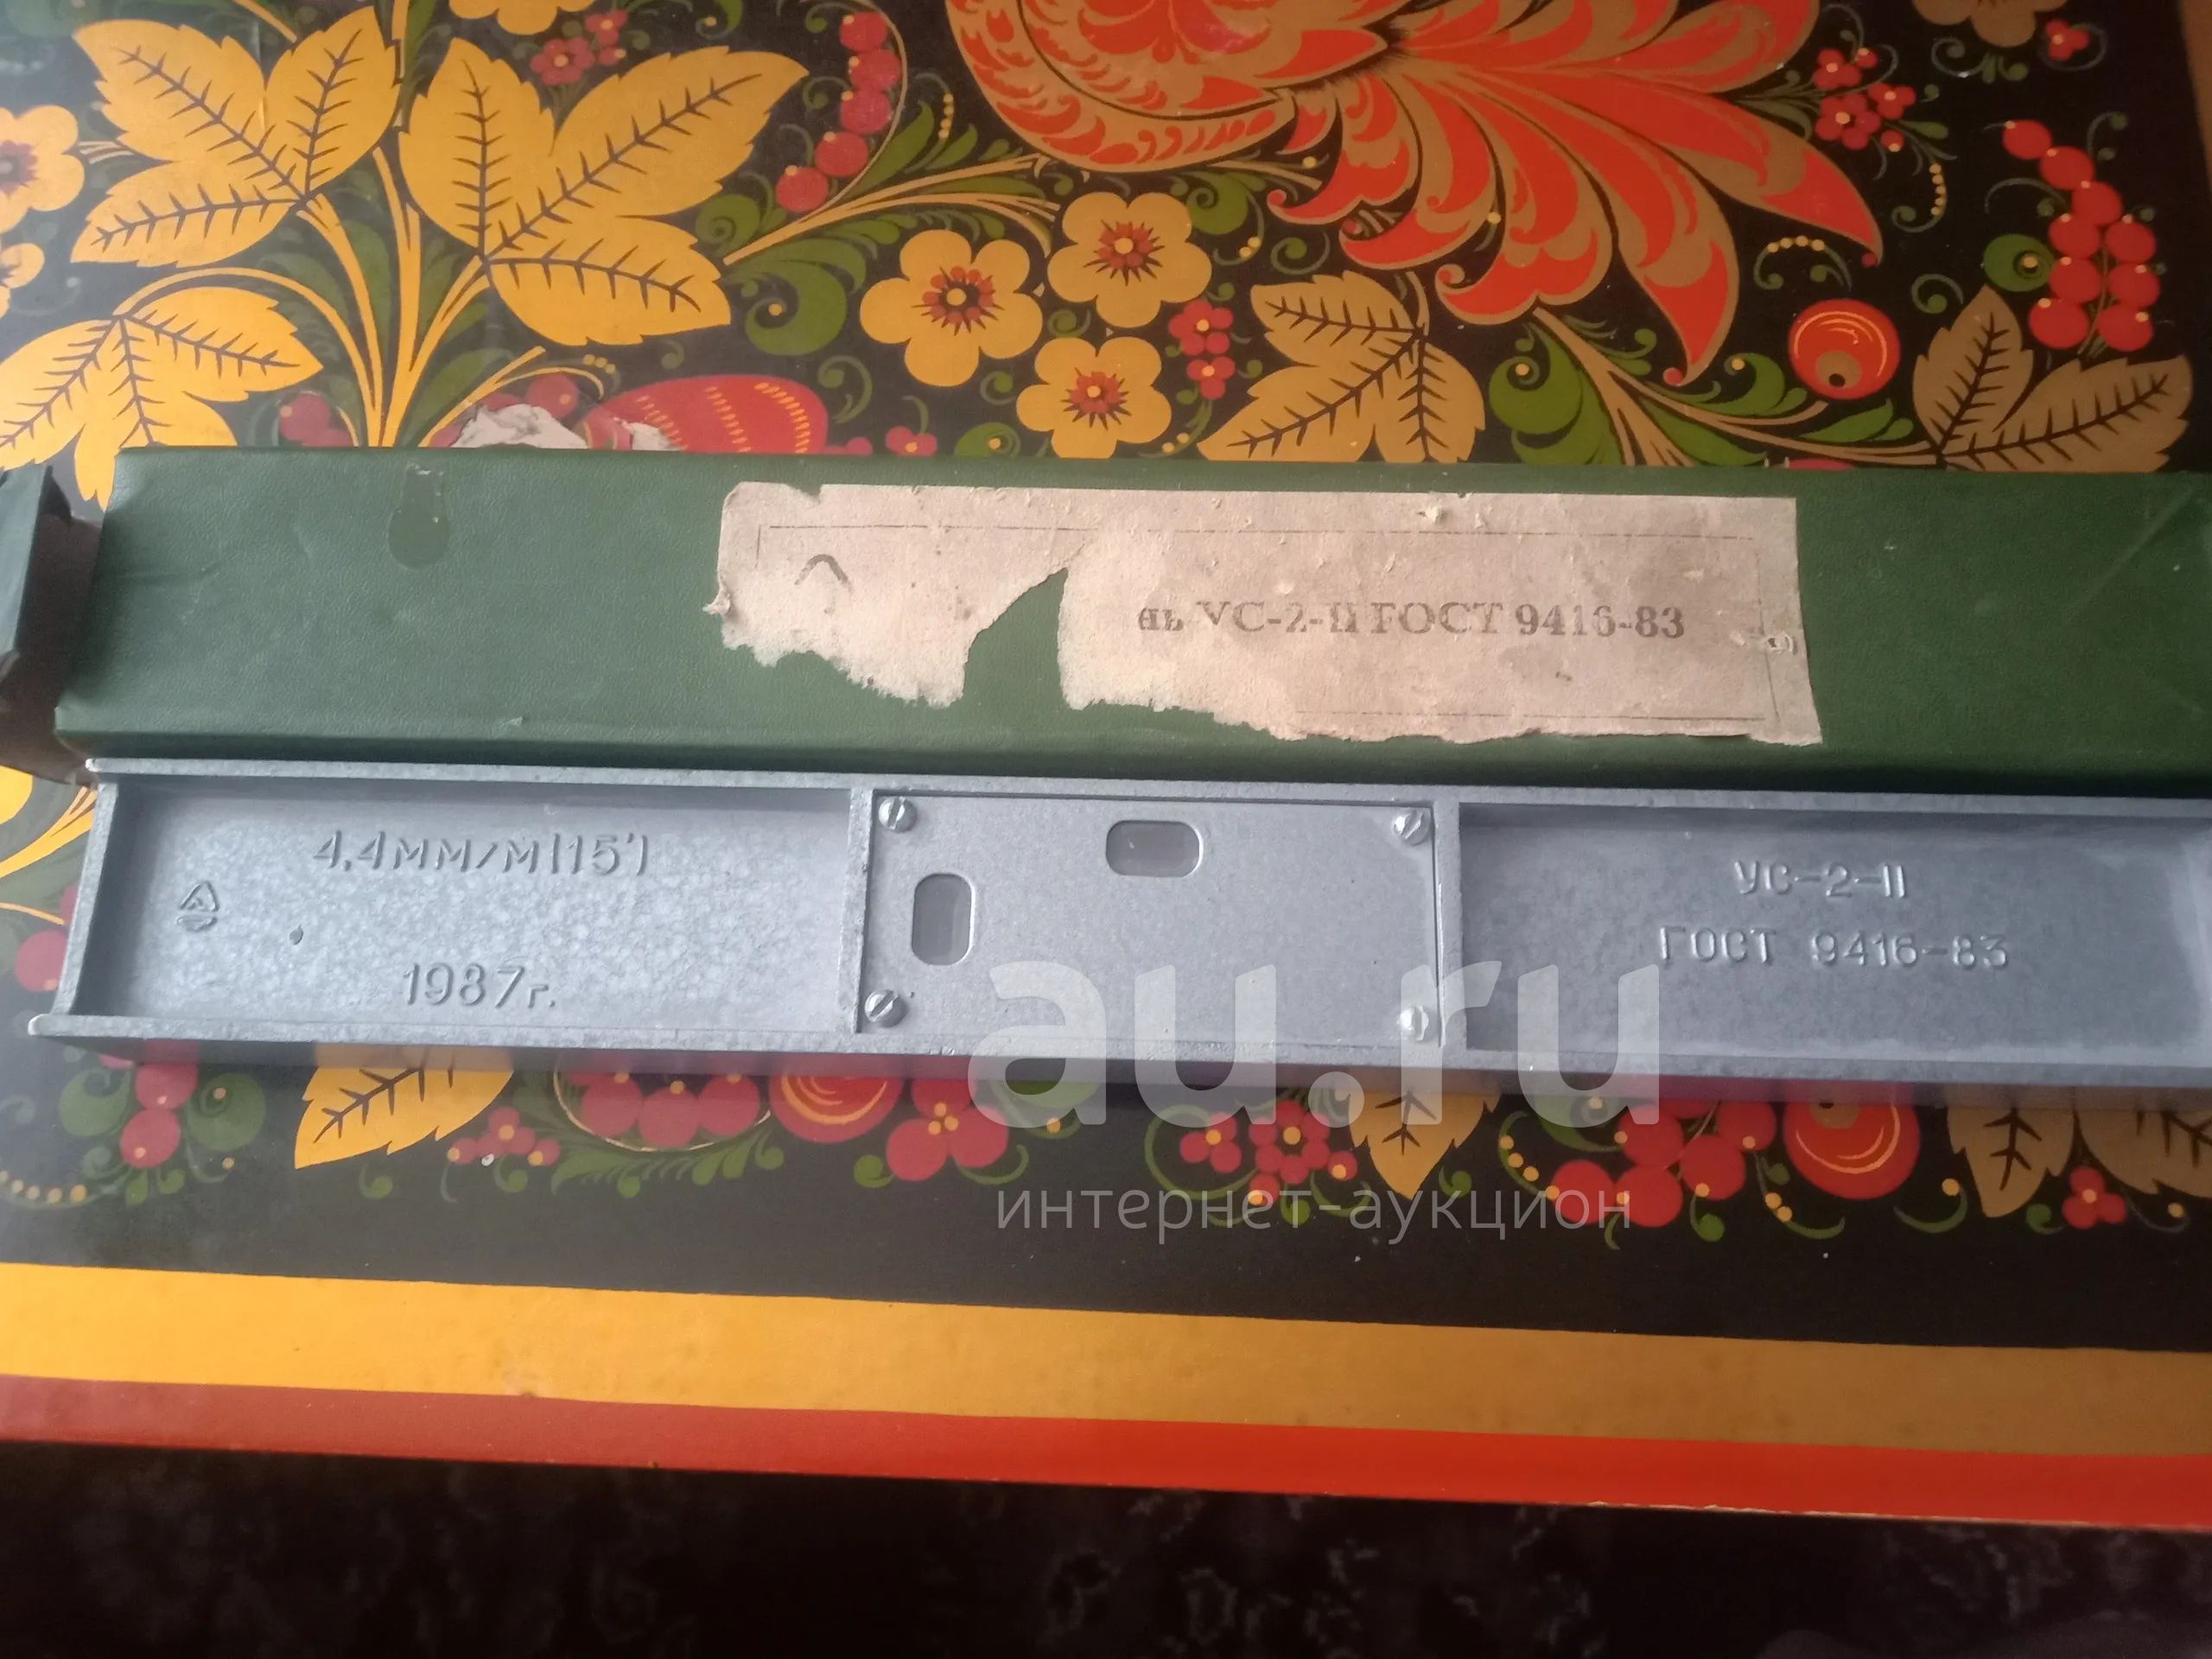 нь УС-2-II ГОСТ 9416-83
4,4ММ/М(15')
1987г.
УС-2-II
ГОСТ 9416-83
au.ru
интернет-аукцион